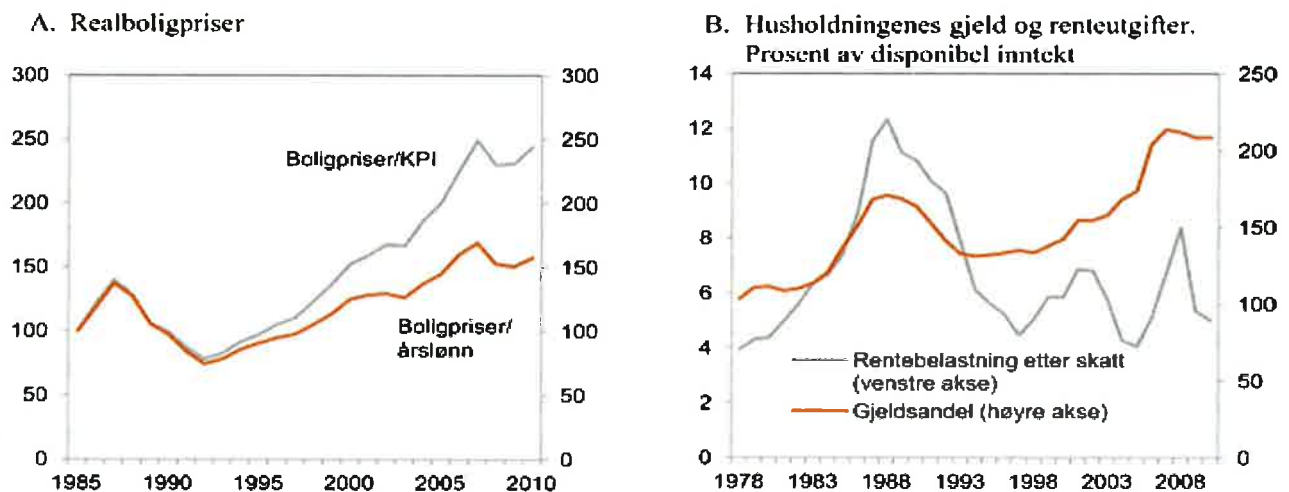 A. Realboligpriser
300
250
200
150
100
50
0
300
250
200
150
100
50
0
Boligpriser/KPI
Boligpriser/
årslønn
1985 1990 1995 2000 2005 2010
B. Husholdningenes gjeld og renteutgifter.
Prosent av disponibel inntekt
14
12
10
8
6
4
2
0
250
200
150
100
50
0
Rentebelastning etter skatt
(venstre akse)
Gjeldsandel (høyre akse)
1978 1983 1988 1993 1998 2003 2008